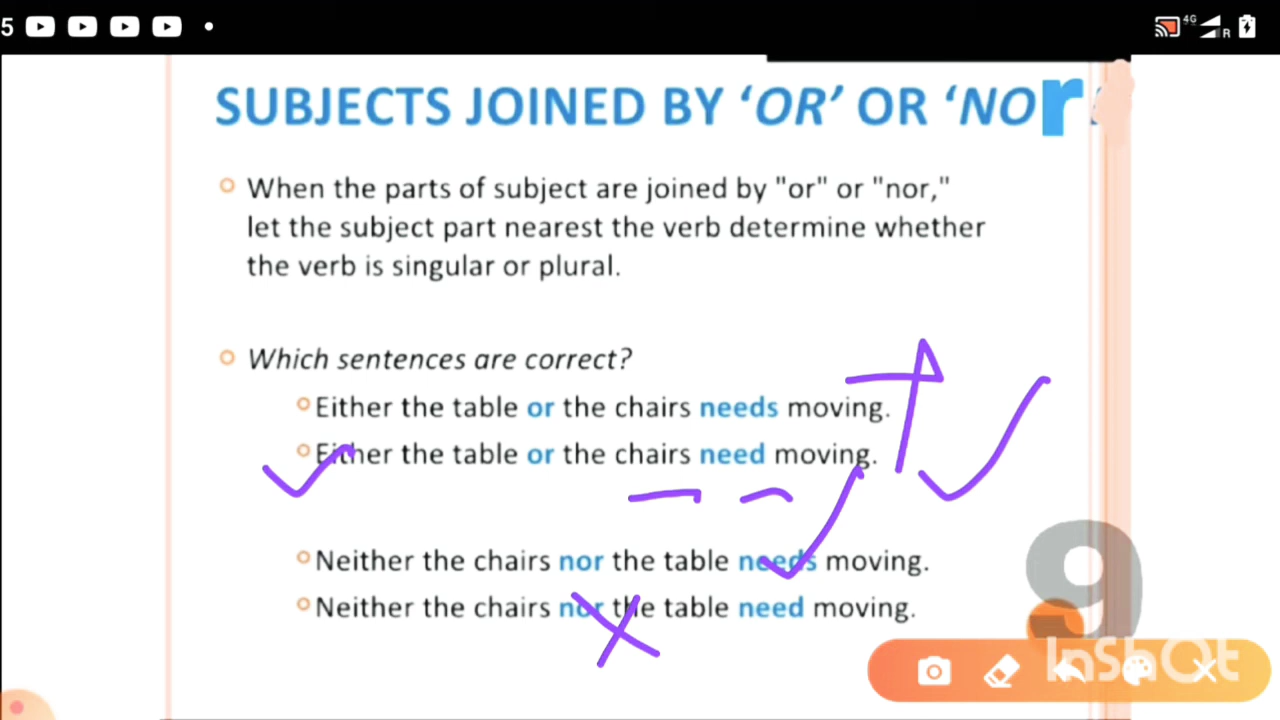 5
4G
R
SUBJECTS JOINED BY ‘OR’ OR ‘NOr
When the parts of subject are joined by "or" or "nor,"
let the subject part nearest the verb determine whether
the verb is singular or plural.
Which sentences are correct?
Either the table or the chairs needs moving.
Either the table or the chairs need moving.
Neither the chairs nor the table needs moving.
Neither the chairs nor the table need moving.
9
InShOt